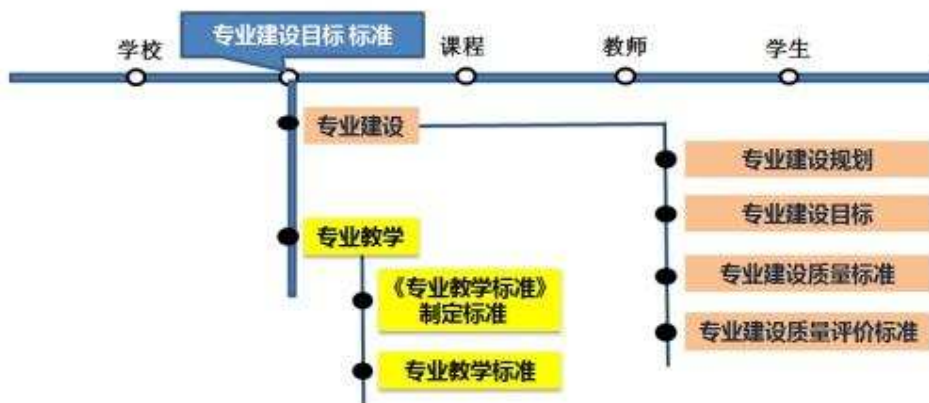 专业建设目标 标准
学校
课程
教师
学生
专业建设
专业建设规划
专业建设目标
专业教学
专业建设质量标准
《专业教学标准》
制定标准
专业建设质量评价标准
专业教学标准